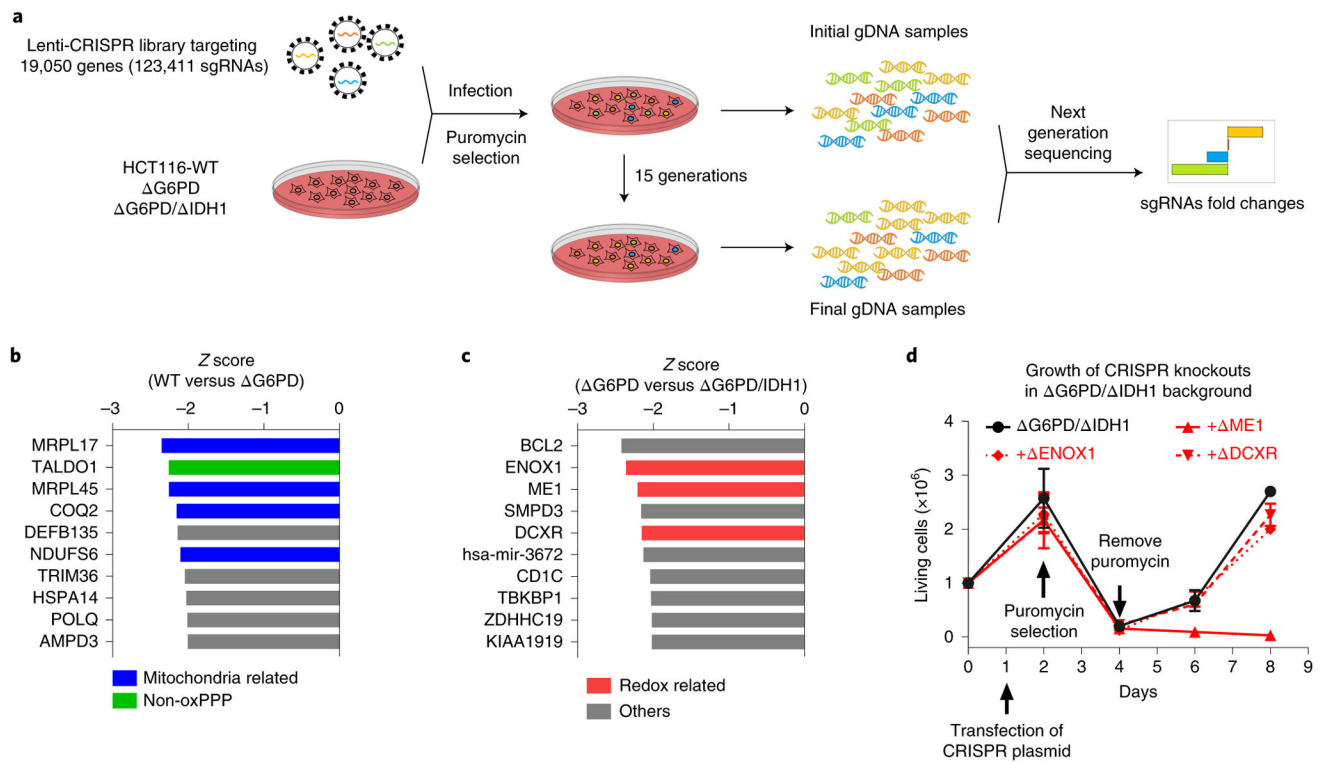 a
Lenti-CRISPR library targeting
19,050 genes (123,411 sgRNAs)
HCT116-WT
ΔG6PD
ΔG6PD/ΔIDH1
Infection
Puromycin
selection
15 generations
Initial gDNA samples
Final gDNA samples
Next
generation
sequencing
sgRNAs fold changes
b
Z score
(WT versus ΔG6PD)
−3 −2 −1 0
MRPL17
TALDO1
MRPL45
COQ2
DEFB135
NDUFS6
TRIM36
HSPA14
POLQ
AMPD3
Mitochondria related
Non-oxPPP
c
Z score
(ΔG6PD versus ΔG6PD/IDH1)
−3 −2 −1 0
BCL2
ENOX1
ME1
SMPD3
DCXR
hsa-mir-3672
CD1C
TBKBP1
ZDHHC19
KIAA1919
Redox related
Others
d
Growth of CRISPR knockouts
in ΔG6PD/ΔIDH1 background
ΔG6PD/ΔIDH1 +ΔME1
+ΔENOX1 +ΔDCXR
Living cells (×10⁶)
4
3
2
1
0
Remove
puromycin
Puromycin
selection
0 1 2 3 4 5 6 7 8 9
Days
Transfection of
CRISPR plasmid